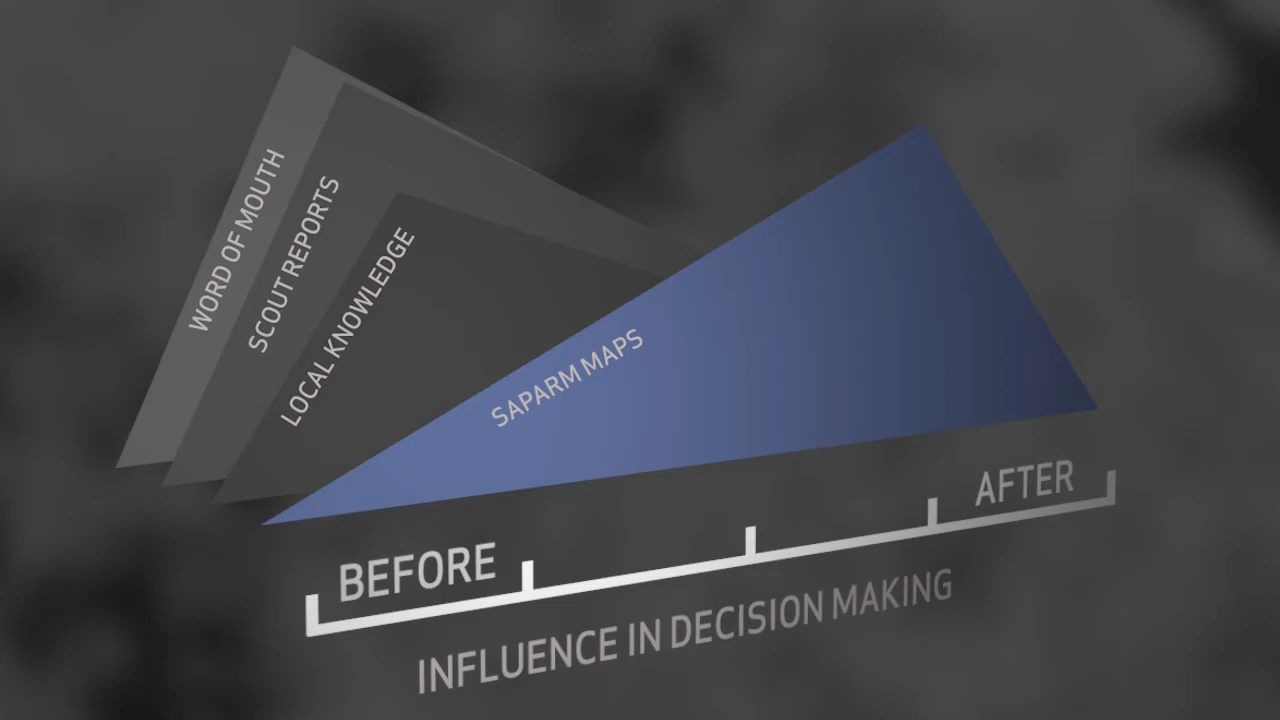 WORD OF MOUTH
SCOUT REPORTS
LOCAL KNOWLEDGE
SAPARM MAPS
BEFORE
AFTER
INFLUENCE IN DECISION MAKING